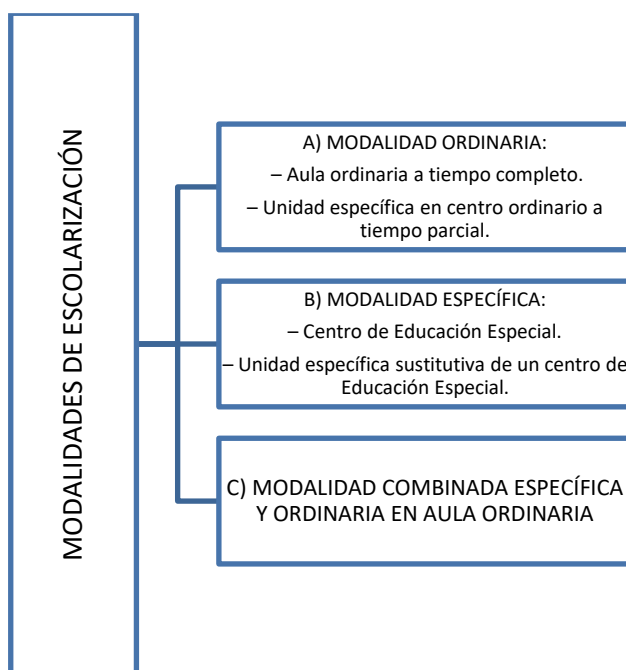 MODALIDADES DE ESCOLARIZACIÓN
A) MODALIDAD ORDINARIA:
– Aula ordinaria a tiempo completo.
– Unidad específica en centro ordinario a
tiempo parcial.
B) MODALIDAD ESPECÍFICA:
– Centro de Educación Especial.
– Unidad específica sustitutiva de un centro de
Educación Especial.
C) MODALIDAD COMBINADA ESPECÍFICA
Y ORDINARIA EN AULA ORDINARIA